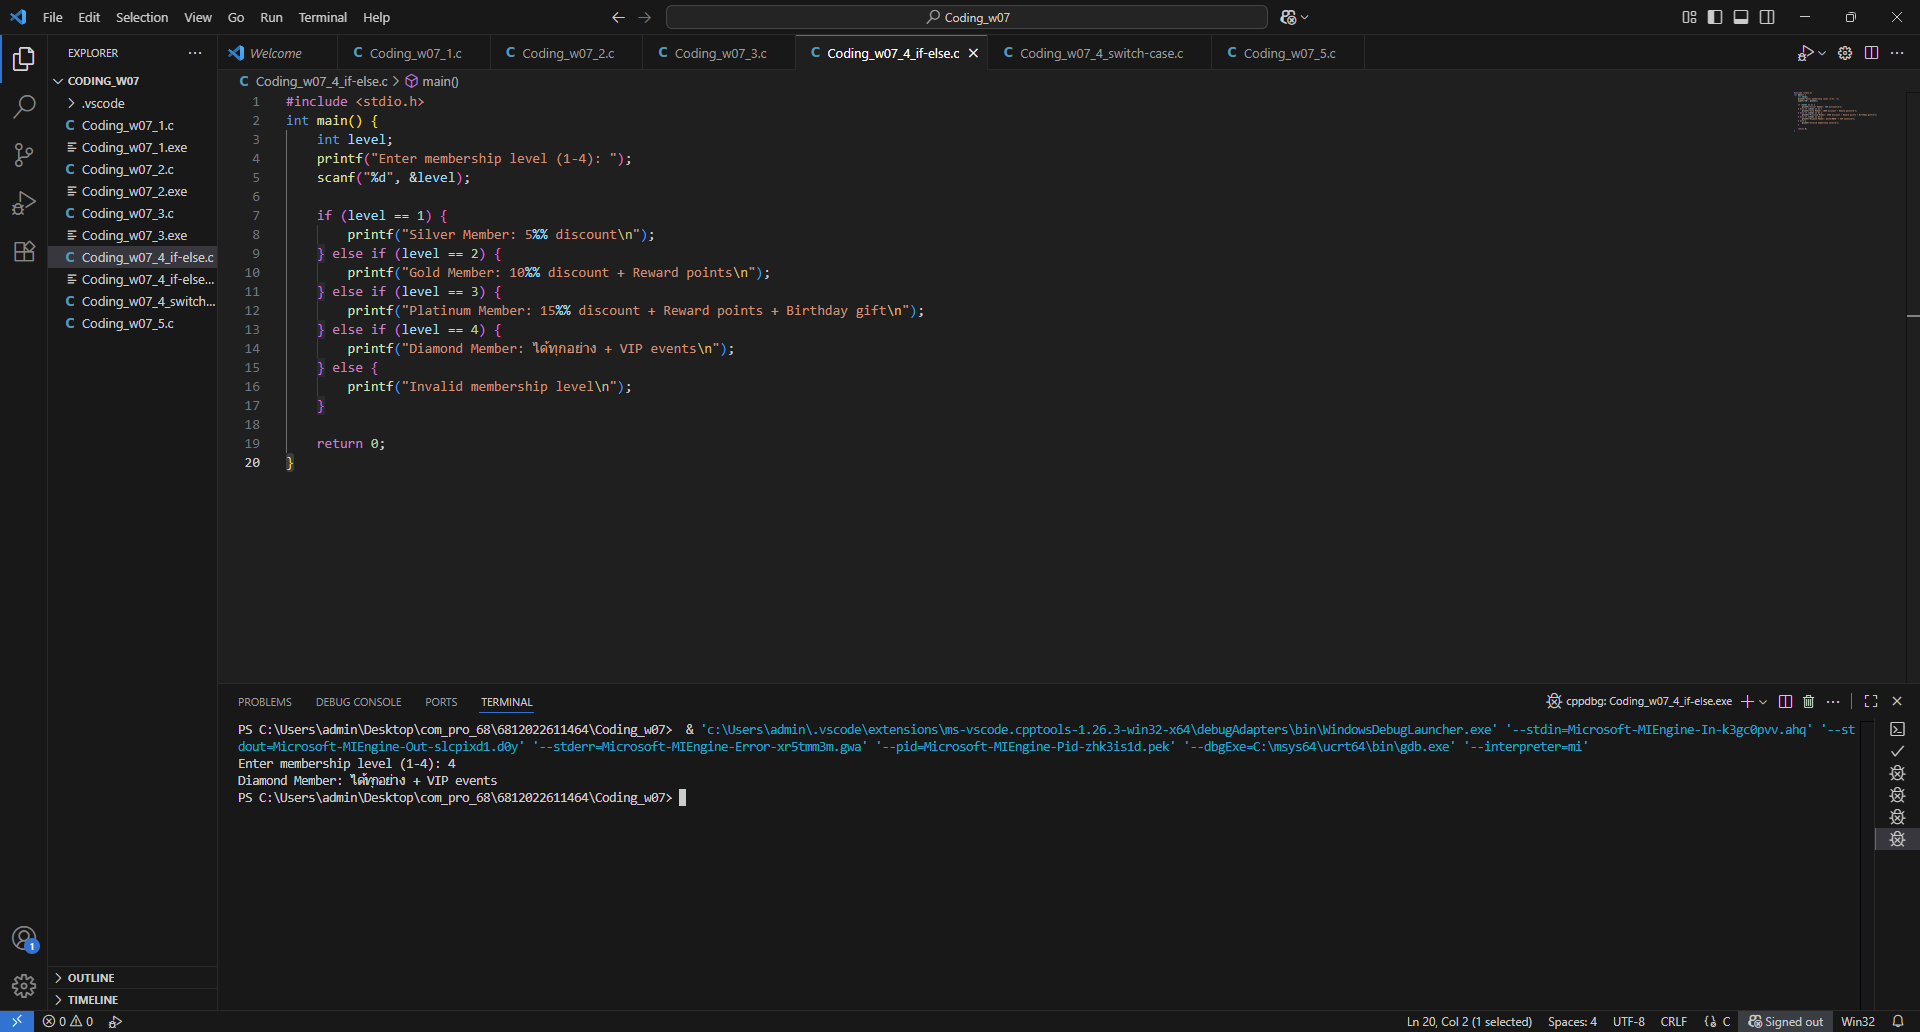 File Edit Selection View Go Run Terminal Help
Coding_w07
EXPLORER
CODING_W07
.vscode
Coding_w07_1.c
Coding_w07_1.exe
Coding_w07_2.c
Coding_w07_2.exe
Coding_w07_3.c
Coding_w07_3.exe
Coding_w07_4_if-else.c
Coding_w07_4_if-else...
Coding_w07_4_switch...
Coding_w07_5.c
OUTLINE
TIMELINE
Welcome
Coding_w07_1.c
Coding_w07_2.c
Coding_w07_3.c
Coding_w07_4_if-else.c
Coding_w07_4_switch-case.c
Coding_w07_5.c
Coding_w07_4_if-else.c > main()
1 #include <stdio.h>
2 int main() {
3 int level;
4 printf("Enter membership level (1-4): ");
5 scanf("%d", &level);
6
7 if (level == 1) {
8 printf("Silver Member: 5%% discount\n");
9 } else if (level == 2) {
10 printf("Gold Member: 10%% discount + Reward points\n");
11 } else if (level == 3) {
12 printf("Platinum Member: 15%% discount + Reward points + Birthday gift\n");
13 } else if (level == 4) {
14 printf("Diamond Member: ได้ทุกอย่าง + VIP events\n");
15 } else {
16 printf("Invalid membership level\n");
17 }
18
19 return 0;
20 }
PROBLEMS DEBUG CONSOLE PORTS TERMINAL
cppdbg: Coding_w07_4_if-else.exe
PS C:\Users\admin\Desktop\com_pro_68\6812022611464\Coding_w07> & 'c:\Users\admin\.vscode\extensions\ms-vscode.cpptools-1.26.3-win32-x64\debugAdapters\bin\WindowsDebugLauncher.exe' '--stdin=Microsoft-MIEngine-In-k3gc0pvv.ahq' '--st
dout=Microsoft-MIEngine-Out-slcpixd1.d0y' '--stderr=Microsoft-MIEngine-Error-xr5tmm3m.gwa' '--pid=Microsoft-MIEngine-Pid-zhk3is1d.pek' '--dbgExe=C:\msys64\ucrt64\bin\gdb.exe' '--interpreter=mi'
Enter membership level (1-4): 4
Diamond Member: ได้ทุกอย่าง + VIP events
PS C:\Users\admin\Desktop\com_pro_68\6812022611464\Coding_w07>
1
0 0
Ln 20, Col 2 (1 selected) Spaces: 4 UTF-8 CRLF {} C Signed out Win32